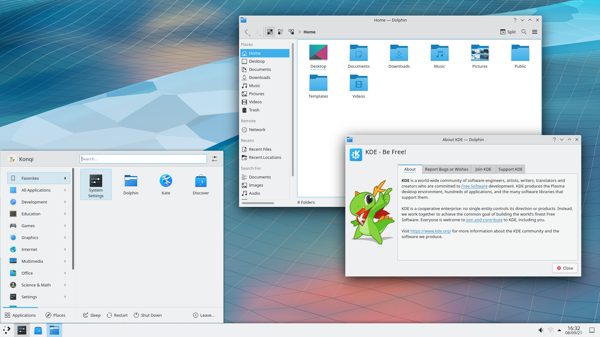 Home — Dolphin
Home
Split
Places
Home
Desktop
Documents
Downloads
Music
Pictures
Videos
Trash
Remote
Network
Recent
Recent Files
Recent Locations
Search For
Documents
Images
Audio
Desktop
Documents
Downloads
Music
Pictures
Public
Templates
Videos
8 Folders
About KDE — Dolphin
KDE - Be Free!
About
Report Bugs or Wishes
Join KDE
Support KDE
KDE is a world-wide community of software engineers, artists, writers, translators and
creators who are committed to Free Software development. KDE produces the Plasma
desktop environment, hundreds of applications, and the many software libraries that
support them.
KDE is a cooperative enterprise: no single entity controls its direction or products. Instead,
we work together to achieve the common goal of building the world's finest Free
Software. Everyone is welcome to join and contribute to KDE, including you.
Visit https://www.kde.org/ for more information about the KDE community and the
software we produce.
Close
Konqi
Search...
Favorites
All Applications
Development
Education
Games
Graphics
Internet
Multimedia
Office
Science & Math
Settings
System
Settings
Dolphin
Kate
Discover
Applications
Places
Sleep
Restart
Shut Down
Leave...
16:32